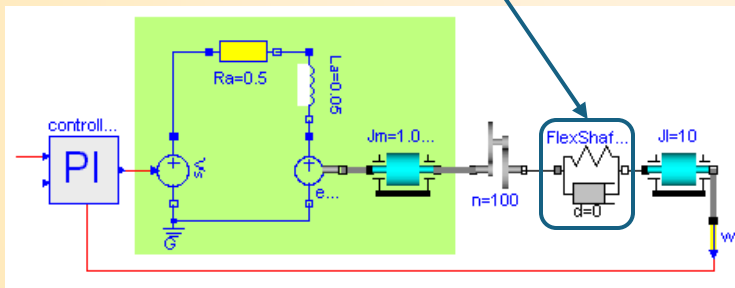 controll...
PI
Ra=0.5
La=0.05
Vs
e...
G
Jm=1.0...
n=100
FlexShaf...
d=0
Jl=10
w